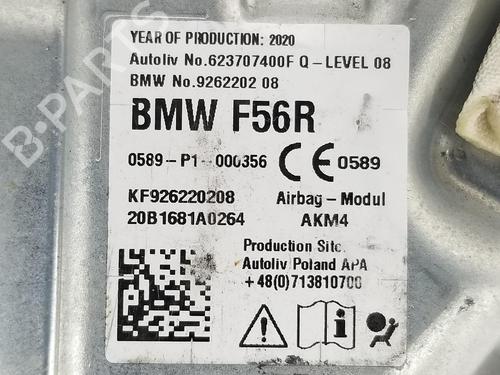 YEAR OF PRODUCTION: 2020
Autoliv No.623707400F Q-LEVEL 08
BMW No.9262202 08
BMW F56R
0589-P1-000356 CE 0589
KF926220208 Airbag-Modul
20B1681A0264 AKM4
Production Site.
Autoliv Poland APA
+48(0)713810700
B-PARTS